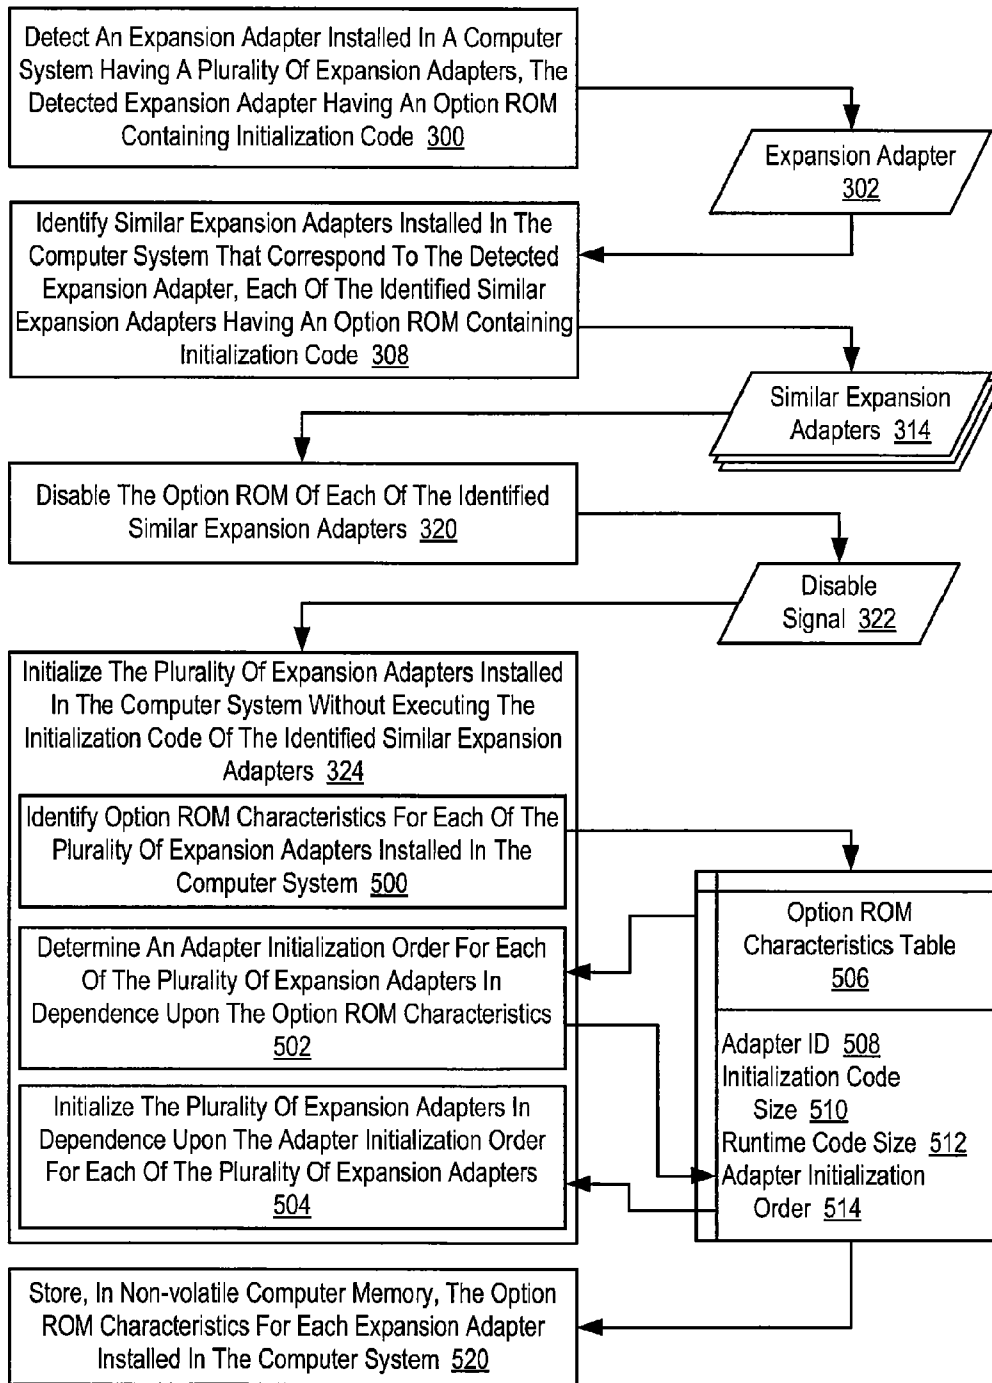 Detect An Expansion Adapter Installed In A Computer
System Having A Plurality Of Expansion Adapters, The
Detected Expansion Adapter Having An Option ROM
Containing Initialization Code 300
Expansion Adapter
302
Identify Similar Expansion Adapters Installed In The
Computer System That Correspond To The Detected
Expansion Adapter, Each Of The Identified Similar
Expansion Adapters Having An Option ROM Containing
Initialization Code 308
Similar Expansion
Adapters 314
Disable The Option ROM Of Each Of The Identified
Similar Expansion Adapters 320
Disable
Signal 322
Initialize The Plurality Of Expansion Adapters Installed
In The Computer System Without Executing The
Initialization Code Of The Identified Similar Expansion
Adapters 324
Identify Option ROM Characteristics For Each Of The
Plurality Of Expansion Adapters Installed In The
Computer System 500
Determine An Adapter Initialization Order For Each
Of The Plurality Of Expansion Adapters In
Dependence Upon The Option ROM Characteristics
502
Initialize The Plurality Of Expansion Adapters In
Dependence Upon The Adapter Initialization Order
For Each Of The Plurality Of Expansion Adapters
504
Option ROM
Characteristics Table
506
Adapter ID 508
Initialization Code
Size 510
Runtime Code Size 512
Adapter Initialization
Order 514
Store, In Non-volatile Computer Memory, The Option
ROM Characteristics For Each Expansion Adapter
Installed In The Computer System 520